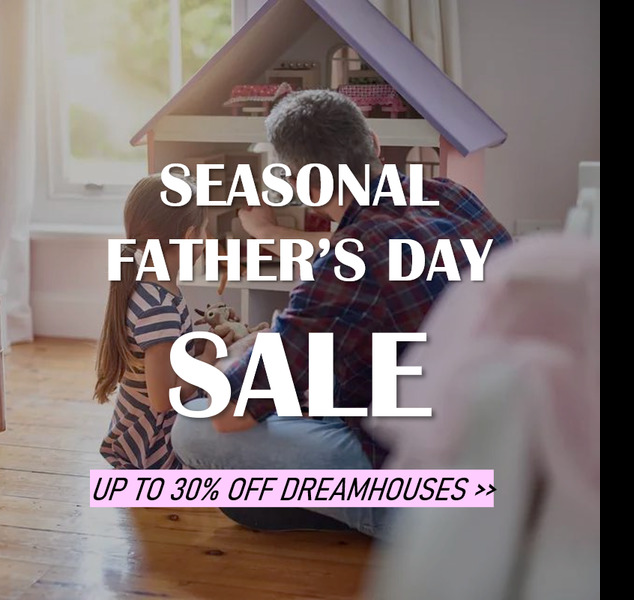 SEASONAL
FATHER'S DAY
SALE
UP TO 30% OFF DREAMHOUSES >>